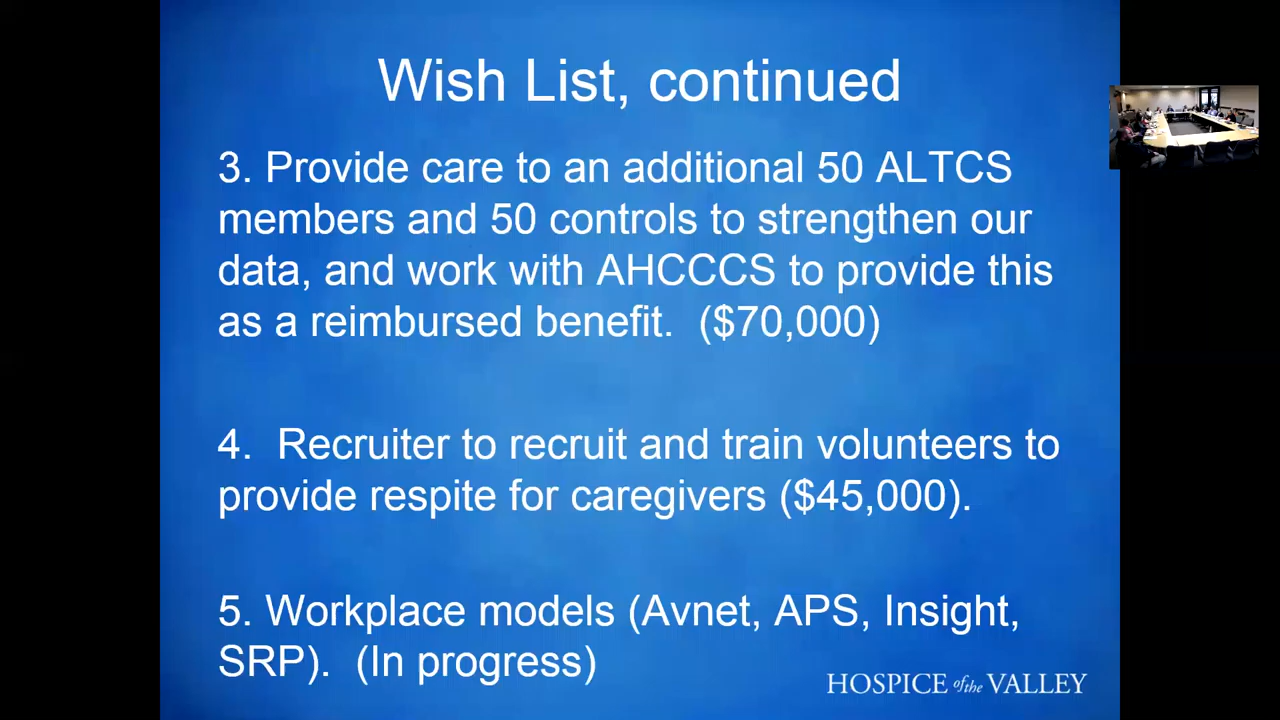 Wish List, continued
3. Provide care to an additional 50 ALTCS
members and 50 controls to strengthen our
data, and work with AHCCCS to provide this
as a reimbursed benefit.  ($70,000)
4.  Recruiter to recruit and train volunteers to
provide respite for caregivers ($45,000).
5. Workplace models (Avnet, APS, Insight,
SRP).  (In progress)
HOSPICE of the VALLEY